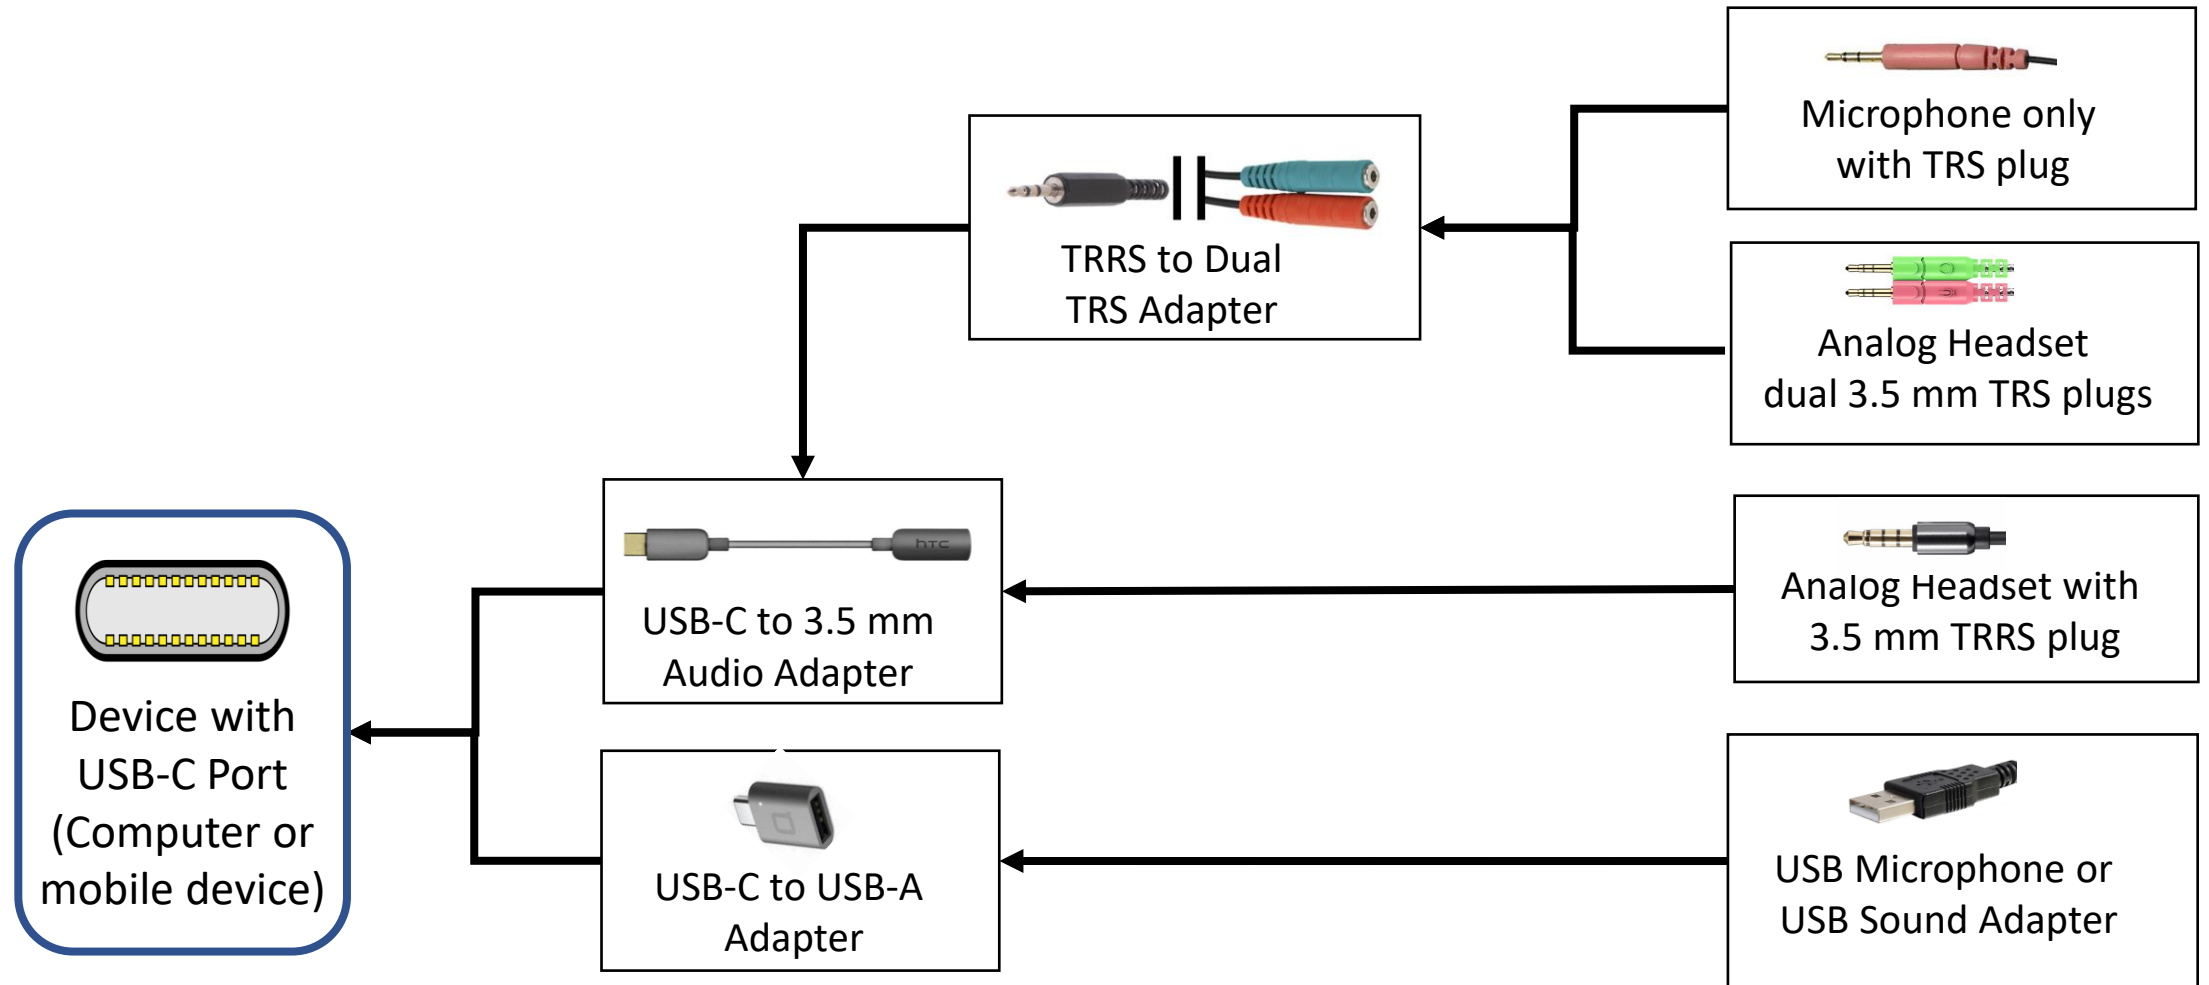 Microphone only
with TRS plug
TRRS to Dual
TRS Adapter
Analog Headset
dual 3.5 mm TRS plugs
hTC
USB-C to 3.5 mm
Audio Adapter
Analog Headset with
3.5 mm TRRS plug
Device with
USB-C Port
(Computer or
mobile device)
USB-C to USB-A
Adapter
USB Microphone or
USB Sound Adapter